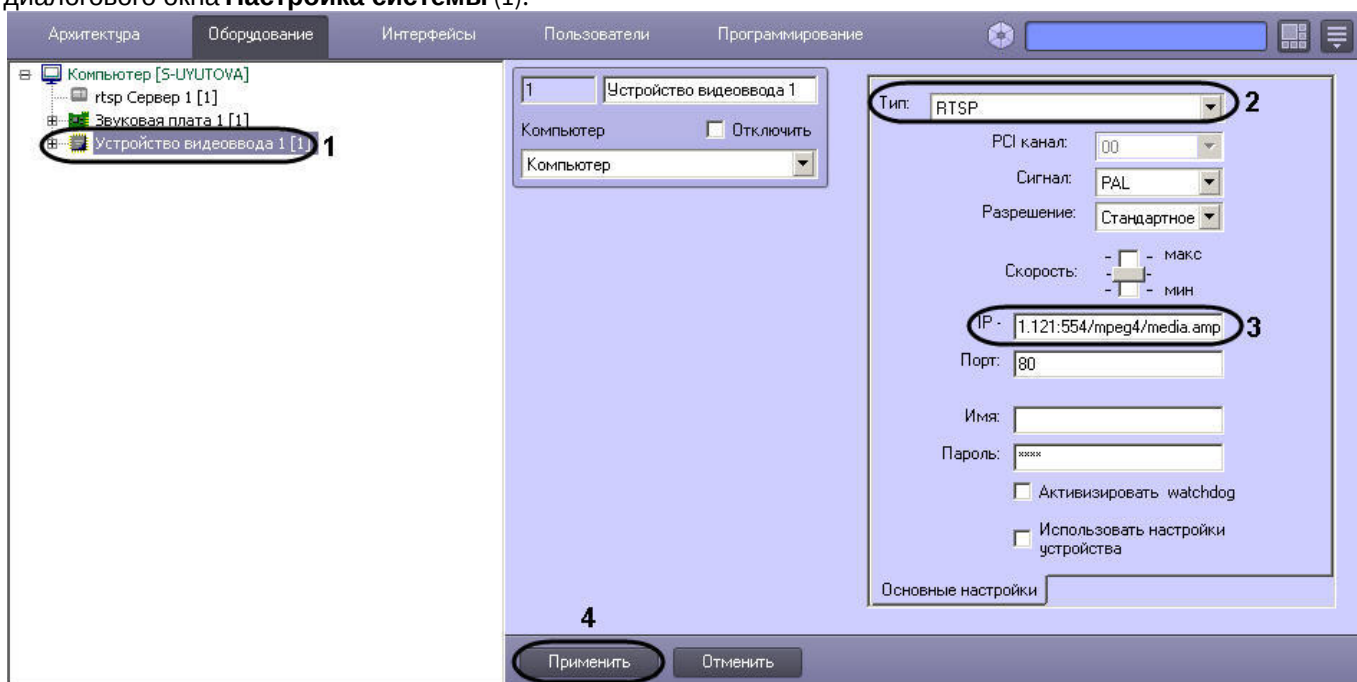 диалогового окна Настройка системы (1).
Архитектура Оборудование Интерфейсы Пользователи Программирование
Компьютер [S-UYUTOVA]
rtsp Сервер 1 [1]
Звуковая плата 1 [1]
Устройство видеоввода 1 [1] 1
1 Устройство видеоввода 1
Компьютер Отключить
Компьютер
Тип: RTSP 2
PCI канал: 00
Сигнал: PAL
Разрешение: Стандартное
макс
Скорость:
мин
IP - 1.121:554/mpeg4/media.amp 3
Порт: 80
Имя:
Пароль: ****
Активизировать watchdog
Использовать настройки
устройства
Основные настройки
4
Применить Отменить